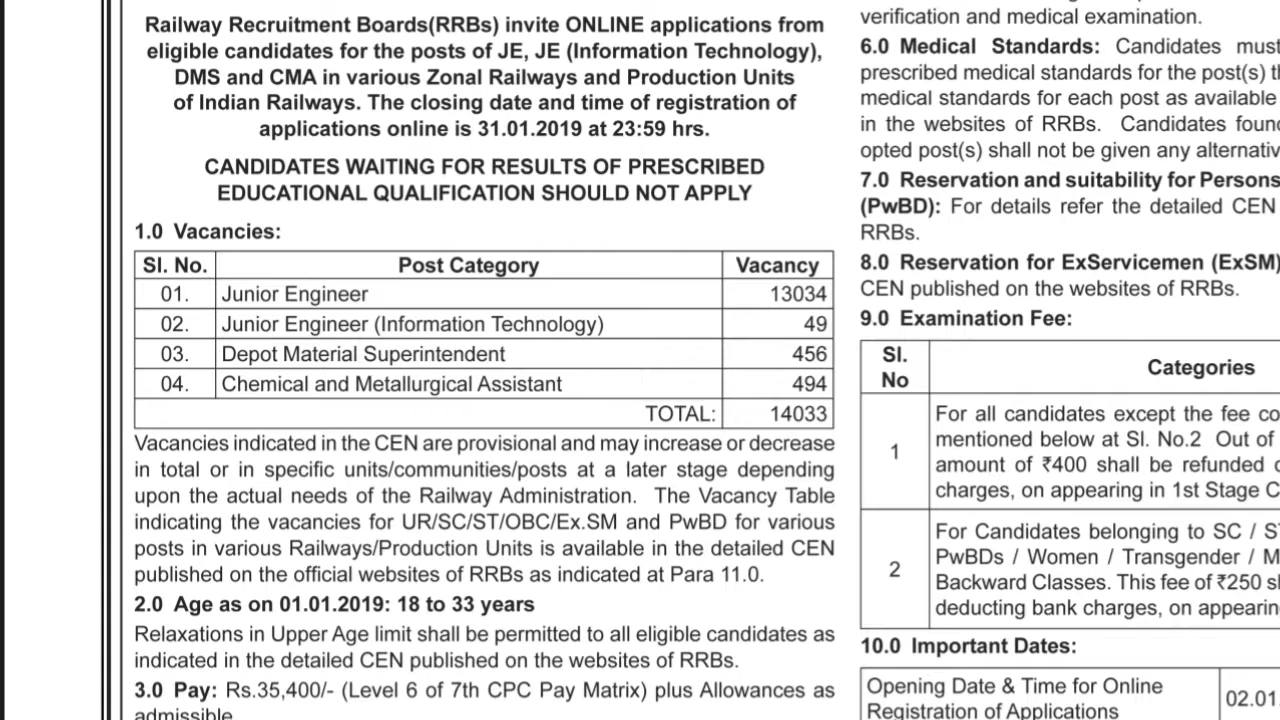 Railway Recruitment Boards(RRBs) invite ONLINE applications from
eligible candidates for the posts of JE, JE (Information Technology),
DMS and CMA in various Zonal Railways and Production Units
of Indian Railways. The closing date and time of registration of
applications online is 31.01.2019 at 23:59 hrs.
CANDIDATES WAITING FOR RESULTS OF PRESCRIBED
EDUCATIONAL QUALIFICATION SHOULD NOT APPLY
1.0 Vacancies:
Sl. No. Post Category Vacancy
01. Junior Engineer 13034
02. Junior Engineer (Information Technology) 49
03. Depot Material Superintendent 456
04. Chemical and Metallurgical Assistant 494
TOTAL: 14033
Vacancies indicated in the CEN are provisional and may increase or decrease
in total or in specific units/communities/posts at a later stage depending
upon the actual needs of the Railway Administration. The Vacancy Table
indicating the vacancies for UR/SC/ST/OBC/Ex.SM and PwBD for various
posts in various Railways/Production Units is available in the detailed CEN
published on the official websites of RRBs as indicated at Para 11.0.
2.0 Age as on 01.01.2019: 18 to 33 years
Relaxations in Upper Age limit shall be permitted to all eligible candidates as
indicated in the detailed CEN published on the websites of RRBs.
3.0 Pay: Rs.35,400/- (Level 6 of 7th CPC Pay Matrix) plus Allowances as
admissible
verification and medical examination.
6.0 Medical Standards: Candidates must
prescribed medical standards for the post(s)
medical standards for each post as available
in the websites of RRBs. Candidates
opted post(s) shall not be given any
7.0 Reservation and suitability for Persons
(PwBD): For details refer the detailed CEN
RRBs.
8.0 Reservation for ExServicemen (ExSM)
CEN published on the websites of RRBs.
9.0 Examination Fee:
Sl.
No
Categories
1
For all candidates except the fee
mentioned below at Sl. No.2 Out of
amount of ₹400 shall be refunded
charges, on appearing in 1st Stage
2
For Candidates belonging to SC /
PwBDs / Women / Transgender /
Backward Classes. This fee of ₹250
deducting bank charges, on
10.0 Important Dates:
Opening Date & Time for Online
Registration of Applications
02.01